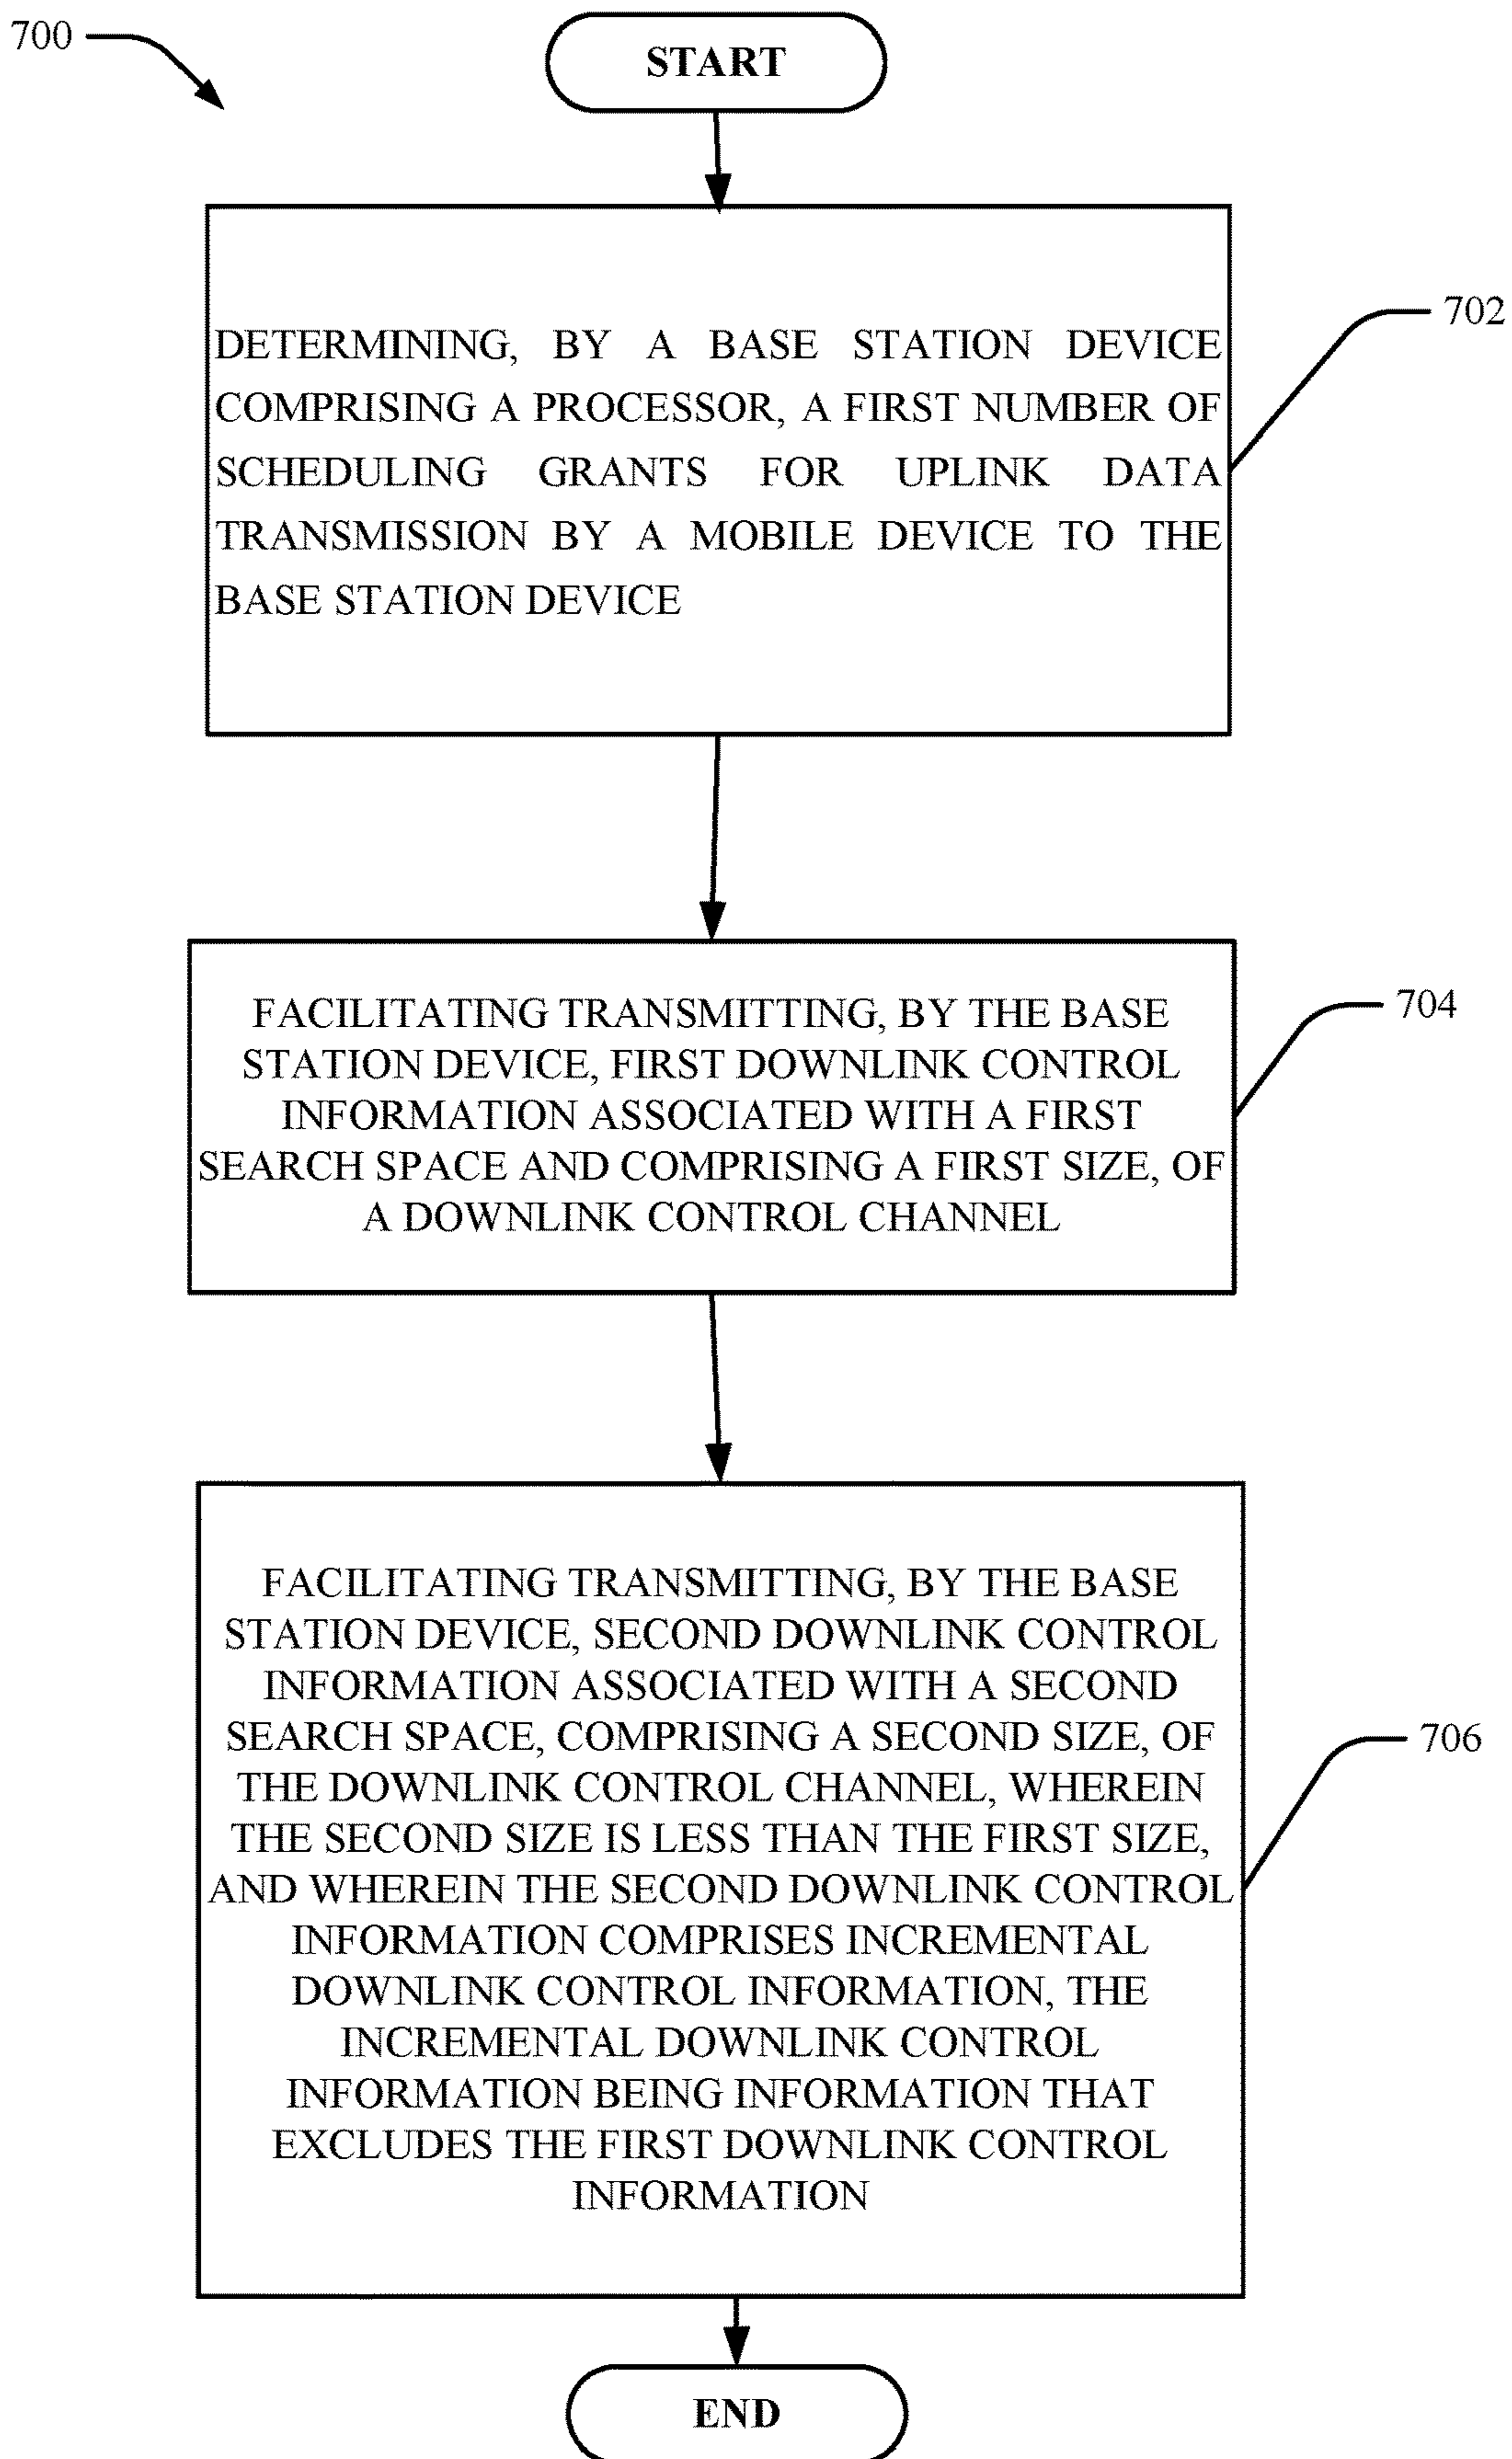 700
START
DETERMINING, BY A BASE STATION DEVICE
COMPRISING A PROCESSOR, A FIRST NUMBER OF
SCHEDULING GRANTS FOR UPLINK DATA
TRANSMISSION BY A MOBILE DEVICE TO THE
BASE STATION DEVICE
702
FACILITATING TRANSMITTING, BY THE BASE
STATION DEVICE, FIRST DOWNLINK CONTROL
INFORMATION ASSOCIATED WITH A FIRST
SEARCH SPACE AND COMPRISING A FIRST SIZE, OF
A DOWNLINK CONTROL CHANNEL
704
FACILITATING TRANSMITTING, BY THE BASE
STATION DEVICE, SECOND DOWNLINK CONTROL
INFORMATION ASSOCIATED WITH A SECOND
SEARCH SPACE, COMPRISING A SECOND SIZE, OF
THE DOWNLINK CONTROL CHANNEL, WHEREIN
THE SECOND SIZE IS LESS THAN THE FIRST SIZE,
AND WHEREIN THE SECOND DOWNLINK CONTROL
INFORMATION COMPRISES INCREMENTAL
DOWNLINK CONTROL INFORMATION, THE
INCREMENTAL DOWNLINK CONTROL
INFORMATION BEING INFORMATION THAT
EXCLUDES THE FIRST DOWNLINK CONTROL
INFORMATION
706
END